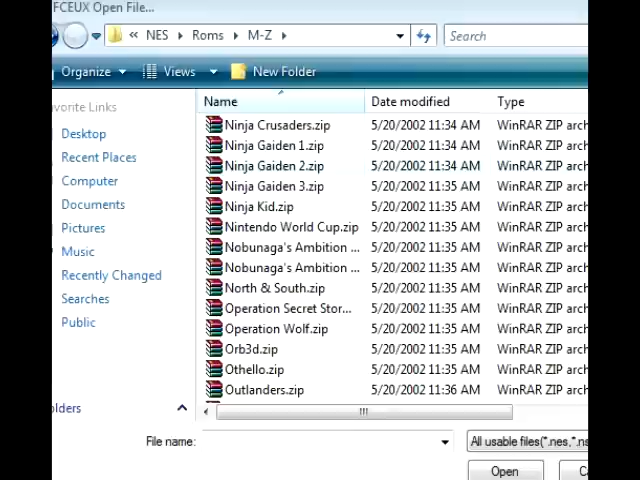 FCEUX Open File...
« NES ▸ Roms ▸ M-Z ▸
Search
Organize Views New Folder
avorite Links
Desktop
Recent Places
Computer
Documents
Pictures
Music
Recently Changed
Searches
Public
olders
Name Date modified Type
Ninja Crusaders.zip 5/20/2002 11:34 AM WinRAR ZIP arch
Ninja Gaiden 1.zip 5/20/2002 11:34 AM WinRAR ZIP arch
Ninja Gaiden 2.zip 5/20/2002 11:34 AM WinRAR ZIP arch
Ninja Gaiden 3.zip 5/20/2002 11:35 AM WinRAR ZIP arch
Ninja Kid.zip 5/20/2002 11:35 AM WinRAR ZIP arch
Nintendo World Cup.zip 5/20/2002 11:35 AM WinRAR ZIP arch
Nobunaga's Ambition ... 5/20/2002 11:35 AM WinRAR ZIP arch
Nobunaga's Ambition ... 5/20/2002 11:35 AM WinRAR ZIP arch
North & South.zip 5/20/2002 11:35 AM WinRAR ZIP arch
Operation Secret Stor... 5/20/2002 11:35 AM WinRAR ZIP arch
Operation Wolf.zip 5/20/2002 11:35 AM WinRAR ZIP arch
Orb3d.zip 5/20/2002 11:35 AM WinRAR ZIP arch
Othello.zip 5/20/2002 11:35 AM WinRAR ZIP arch
Outlanders.zip 5/20/2002 11:36 AM WinRAR ZIP arch
File name: All usable files(*.nes,*.ns
Open Ca